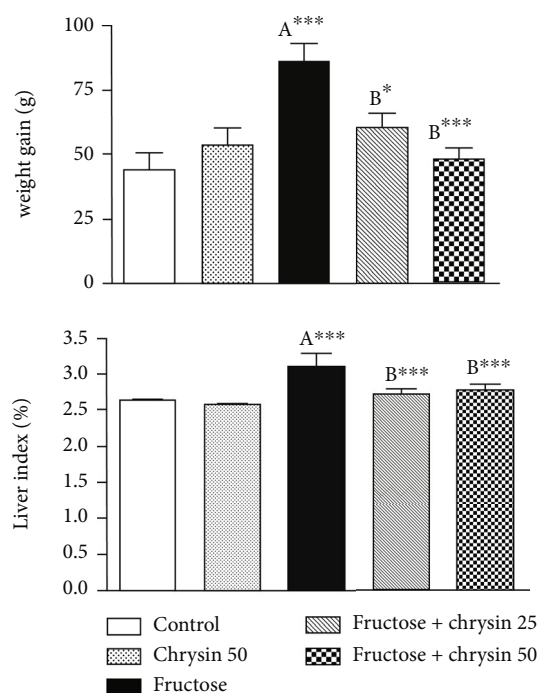 100
A***
75
B*
B***
50
25
0
weight gain (g)
3.5
A***
3.0
B***
B***
2.5
2.0
1.5
1.0
0.5
0.0
Liver index (%)
Control
Fructose + chrysin 25
Chrysin 50
Fructose + chrysin 50
Fructose